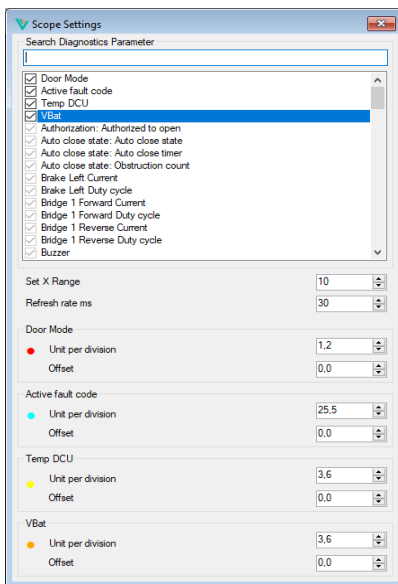 Scope Settings
Search Diagnostics Parameter
Door Mode
Active fault code
Temp DCU
VBat
Authorization: Authorized to open
Auto close state: Auto close state
Auto close state: Auto close timer
Auto close state: Obstruction count
Brake Left Current
Brake Left Duty cycle
Bridge 1 Forward Current
Bridge 1 Forward Duty cycle
Bridge 1 Reverse Current
Bridge 1 Reverse Duty cycle
Buzzer
Set X Range 10
Refresh rate ms 30
Door Mode
Unit per division 1,2
Offset 0,0
Active fault code
Unit per division 25,5
Offset 0,0
Temp DCU
Unit per division 3,6
Offset 0,0
VBat
Unit per division 3,6
Offset 0,0